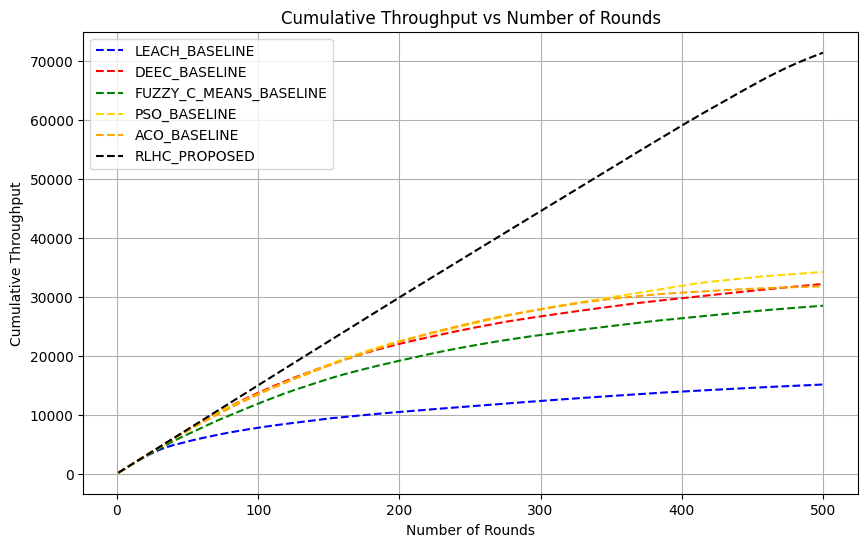 Cumulative Throughput vs Number of Rounds
LEACH_BASELINE
DEEC_BASELINE
FUZZY_C_MEANS_BASELINE
PSO_BASELINE
ACO_BASELINE
RLHC_PROPOSED
Cumulative Throughput
70000
60000
50000
40000
30000
20000
10000
0
0 100 200 300 400 500
Number of Rounds